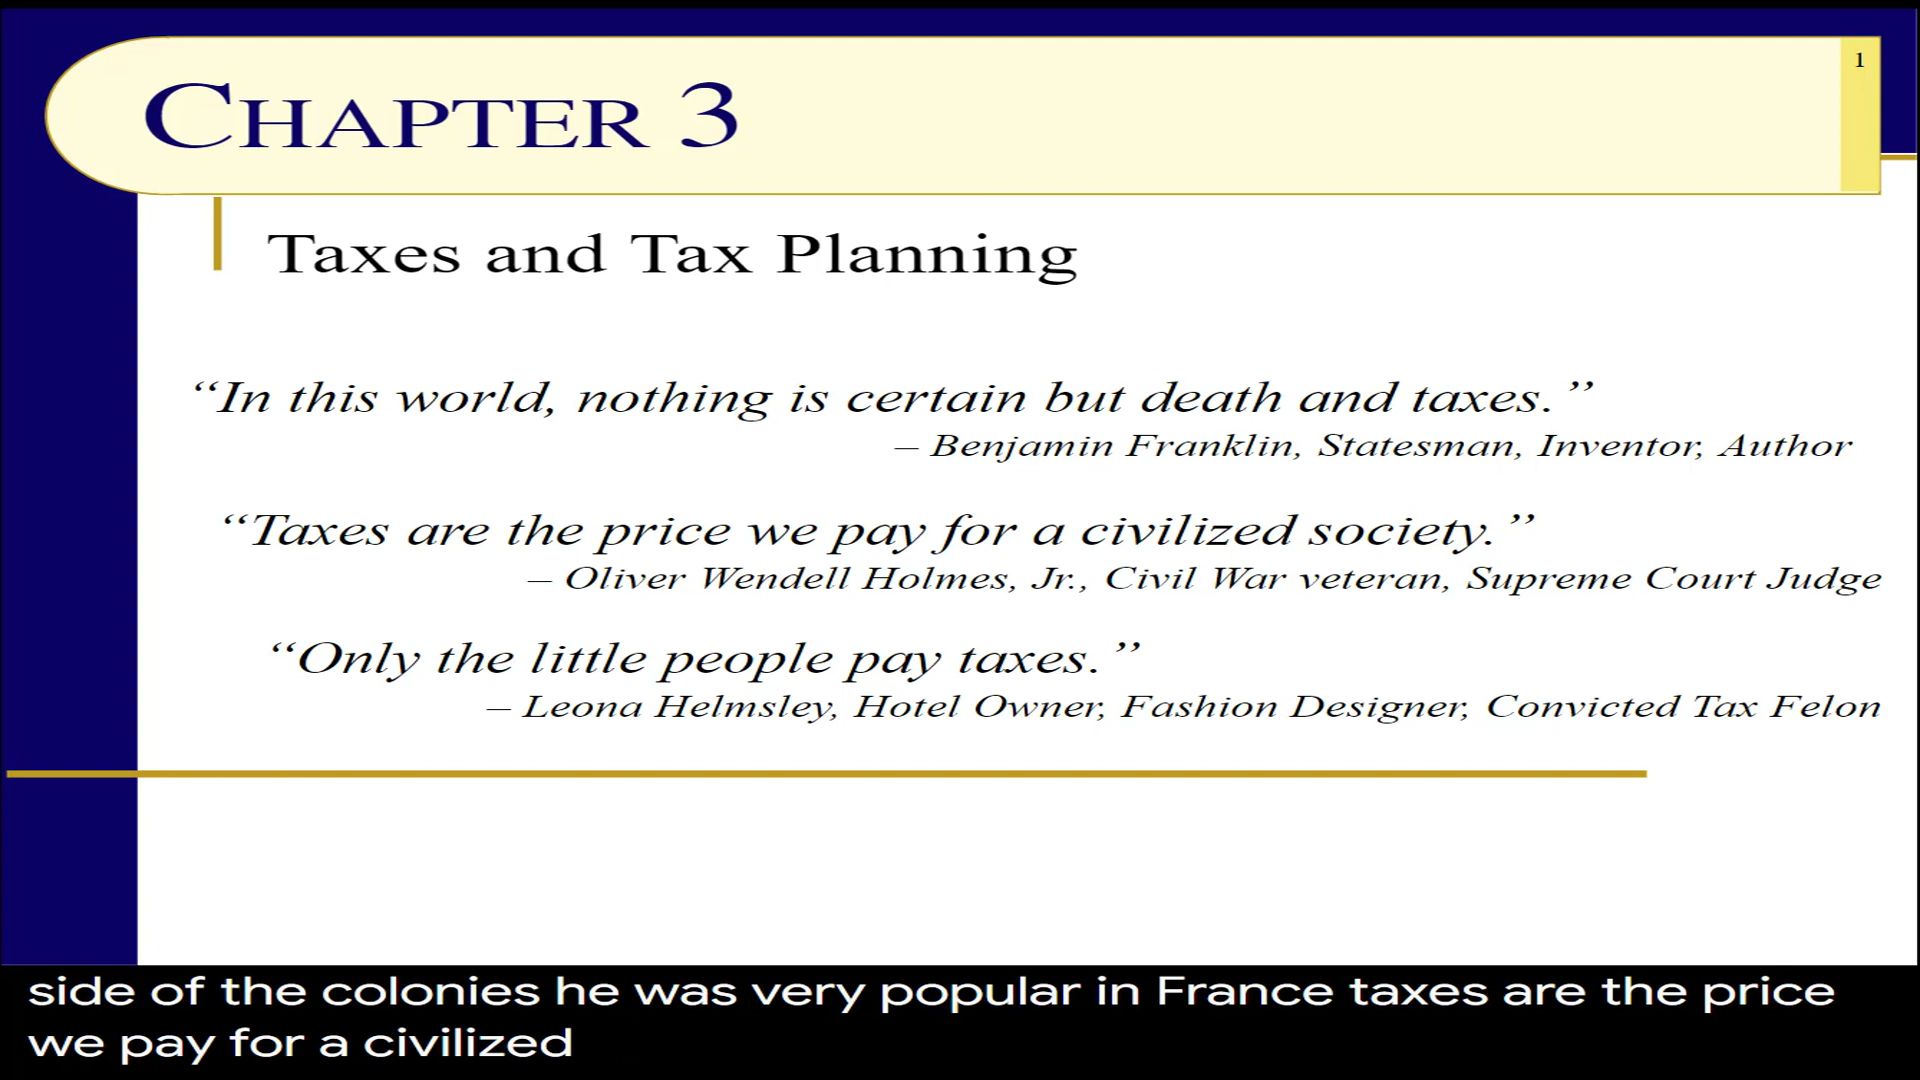 CHAPTER 3
1
Taxes and Tax Planning
“In this world, nothing is certain but death and taxes.”
– Benjamin Franklin, Statesman, Inventor, Author
“Taxes are the price we pay for a civilized society.”
– Oliver Wendell Holmes, Jr., Civil War veteran, Supreme Court Judge
“Only the little people pay taxes.”
– Leona Helmsley, Hotel Owner, Fashion Designer, Convicted Tax Felon
side of the colonies he was very popular in France taxes are the price
we pay for a civilized